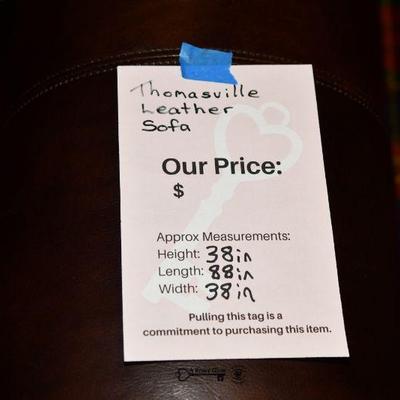 Thomasville
Leather
Sofa
Our Price:
$
Approx Measurements:
Height: 38in
Length: 88in
Width: 38in
Pulling this tag is a
commitment to purchasing this item.